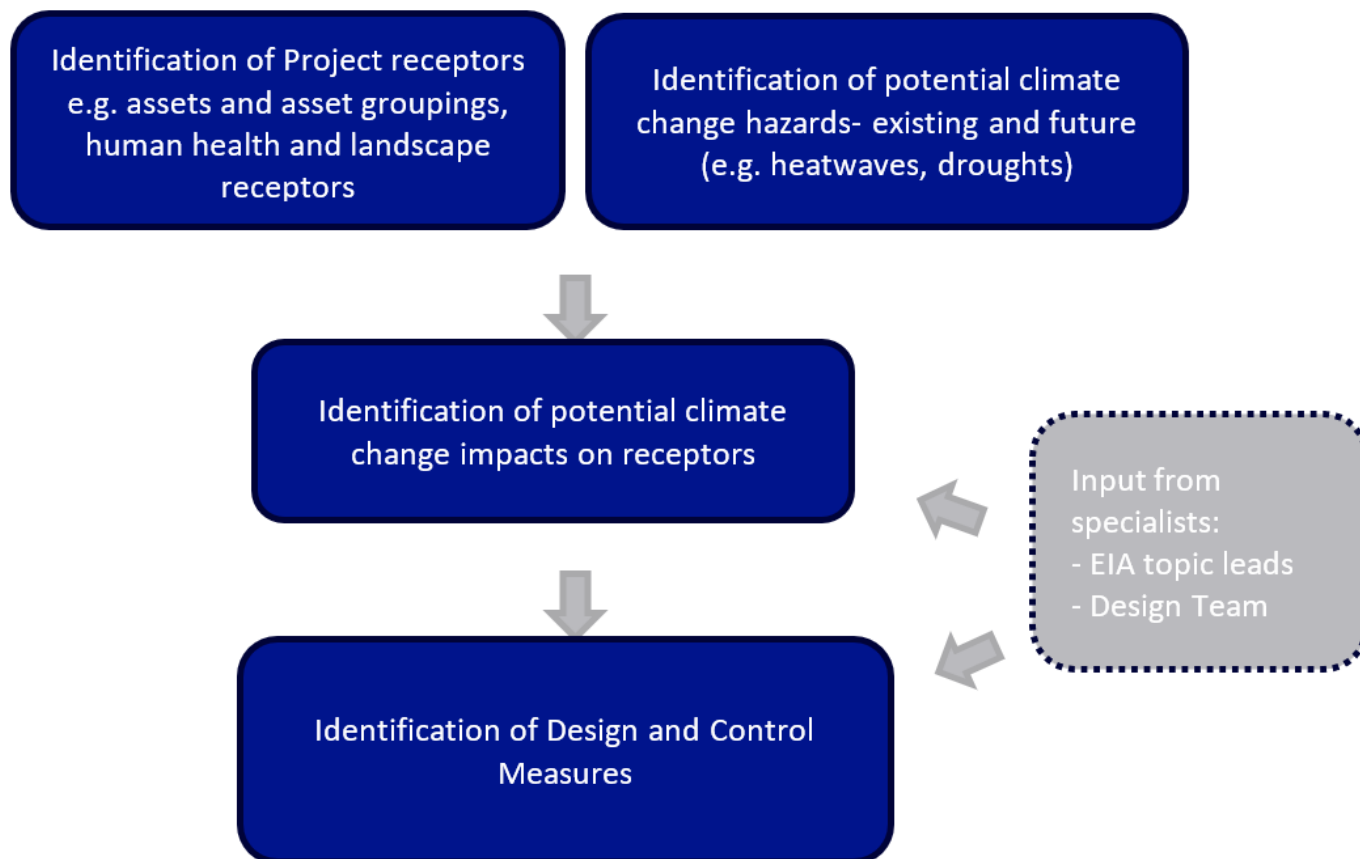 Identification of Project receptors
e.g. assets and asset groupings,
human health and landscape
receptors
Identification of potential climate
change hazards- existing and future
(e.g. heatwaves, droughts)
Identification of potential climate
change impacts on receptors
Input from
specialists:
- EIA topic leads
- Design Team
Identification of Design and Control
Measures